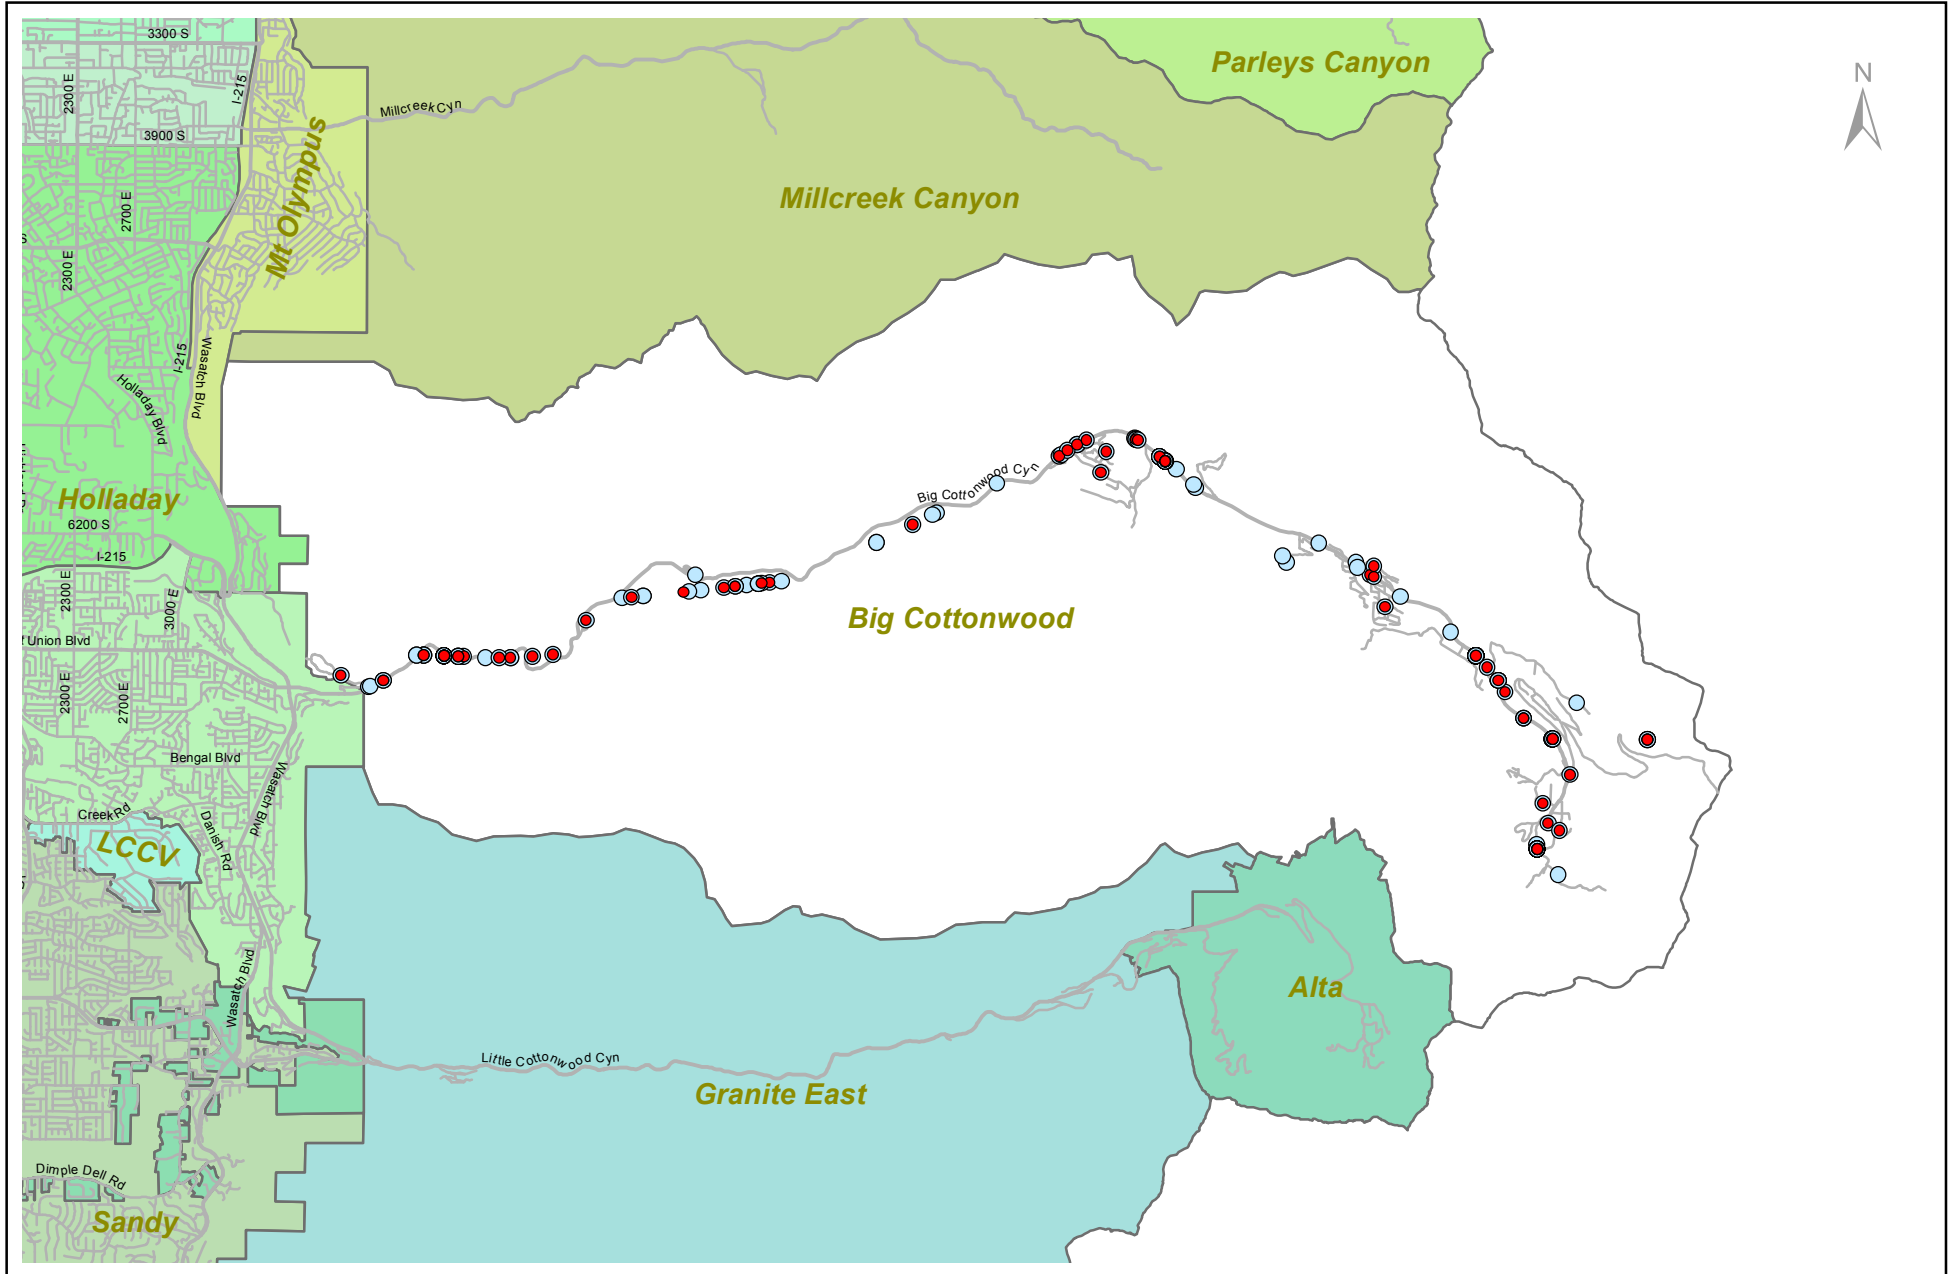 3300 S
Parleys Canyon
N
2300 E
I-215
Millcreek Cyn
3900 S
Mt Olympus
Millcreek Canyon
2700 E
S
2300 E
Wasatch Blvd
I-215
Holladay Blvd
Big Cottonwood Cyn
Holladay
6200 S
I-215
2300 E
3000 E
Big Cottonwood
Union Blvd
2300 E
2700 E
Bengal Blvd
Wasatch Blvd
Creek Rd
Danish Rd
LCCV
Wasatch Blvd
Alta
Little Cottonwood Cyn
Granite East
Dimple Dell Rd
Sandy